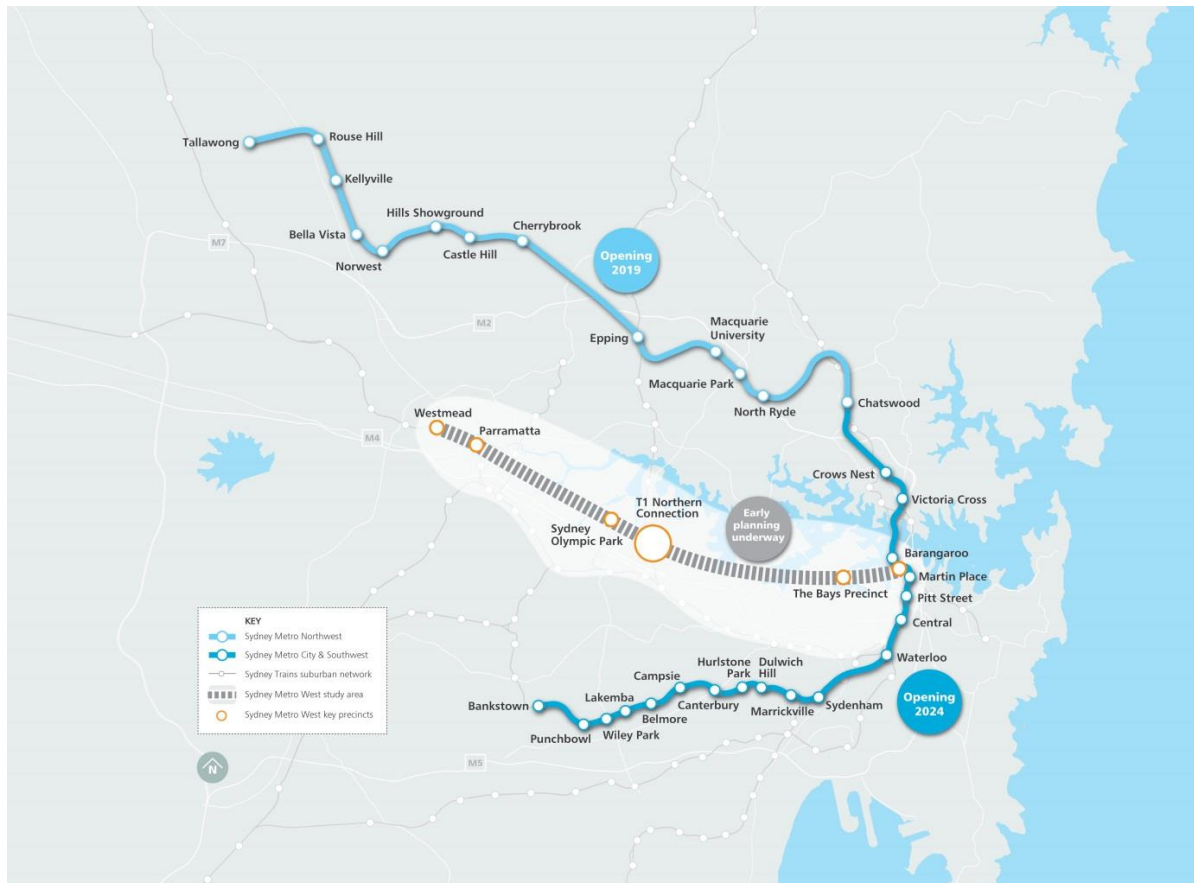 Tallawong
Rouse Hill
Kellyville
Hills Showground
Cherrybrook
Bella Vista
Castle Hill
Norwest
M7
Opening
2019
M2
Epping
Macquarie
University
Macquarie Park
North Ryde
Chatswood
Westmead
Parramatta
M4
Crows Nest
Victoria Cross
T1 Northern
Connection
Sydney
Olympic Park
Early
planning
underway
Barangaroo
Martin Place
The Bays Precinct
Pitt Street
Central
Waterloo
KEY
Sydney Metro Northwest
Sydney Metro City & Southwest
Sydney Trains suburban network
Sydney Metro West study area
Sydney Metro West key precincts
Hurlstone
Park
Dulwich
Hill
Campsie
Lakemba
Bankstown
Belmore
Canterbury
Marrickville
Sydenham
Punchbowl
Wiley Park
Opening
2024
M5
N